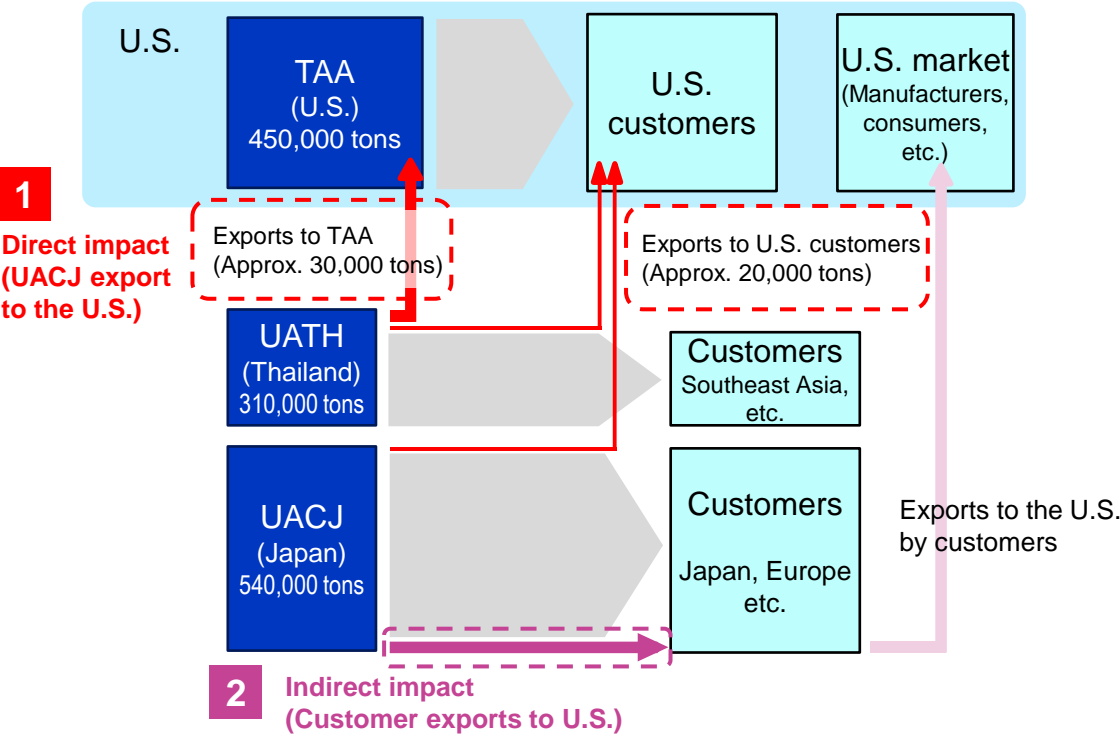 U.S.
TAA
(U.S.)
450,000 tons
U.S.
customers
U.S. market
(Manufacturers,
consumers,
etc.)
1
Direct impact
(UACJ export
to the U.S.)
Exports to TAA
(Approx. 30,000 tons)
Exports to U.S. customers
(Approx. 20,000 tons)
UATH
(Thailand)
310,000 tons
Customers
Southeast Asia,
etc.
UACJ
(Japan)
540,000 tons
Customers
Japan, Europe
etc.
Exports to the U.S.
by customers
2
Indirect impact
(Customer exports to U.S.)